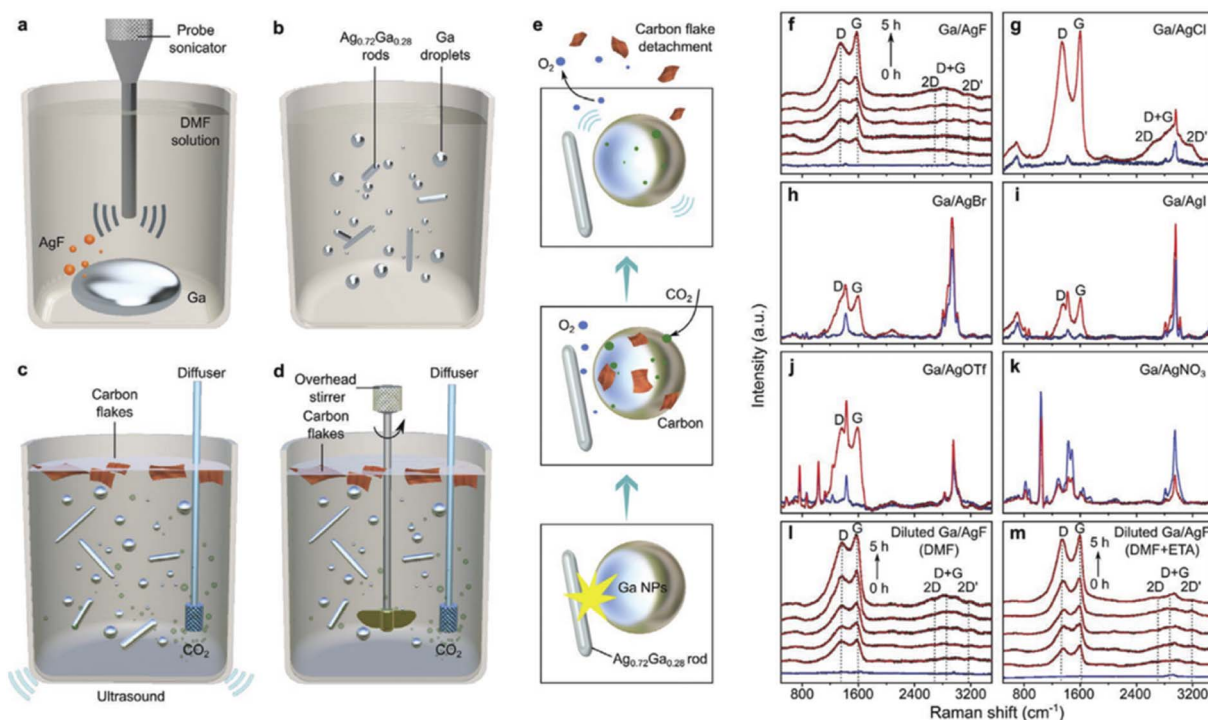 a
Probe
sonicator
DMF
solution
AgF
Ga
b
Ag0.72Ga0.28
rods
Ga
droplets
c
Diffuser
Carbon
flakes
CO2
Ultrasound
d
Overhead
stirrer
Carbon
flakes
Diffuser
CO2
e
Carbon flake
detachment
O2
CO2
O2
Carbon
Ga NPs
Ag0.72Ga0.28 rod
Intensity (a.u.)
f
Ga/AgF
D
G
5 h
0 h
2D
D+G
2D'
g
Ga/AgCl
D
G
2D
D+G
2D'
h
Ga/AgBr
D
G
i
Ga/AgI
D
G
j
Ga/AgOTf
D
G
k
Ga/AgNO3
l
Diluted Ga/AgF
(DMF)
D
G
5 h
0 h
2D
D+G
2D'
m
Diluted Ga/AgF
(DMF+ETA)
D
G
5 h
0 h
2D
D+G
2D'
800 1600 2400 3200
800 1600 2400 3200
Raman shift (cm-1)